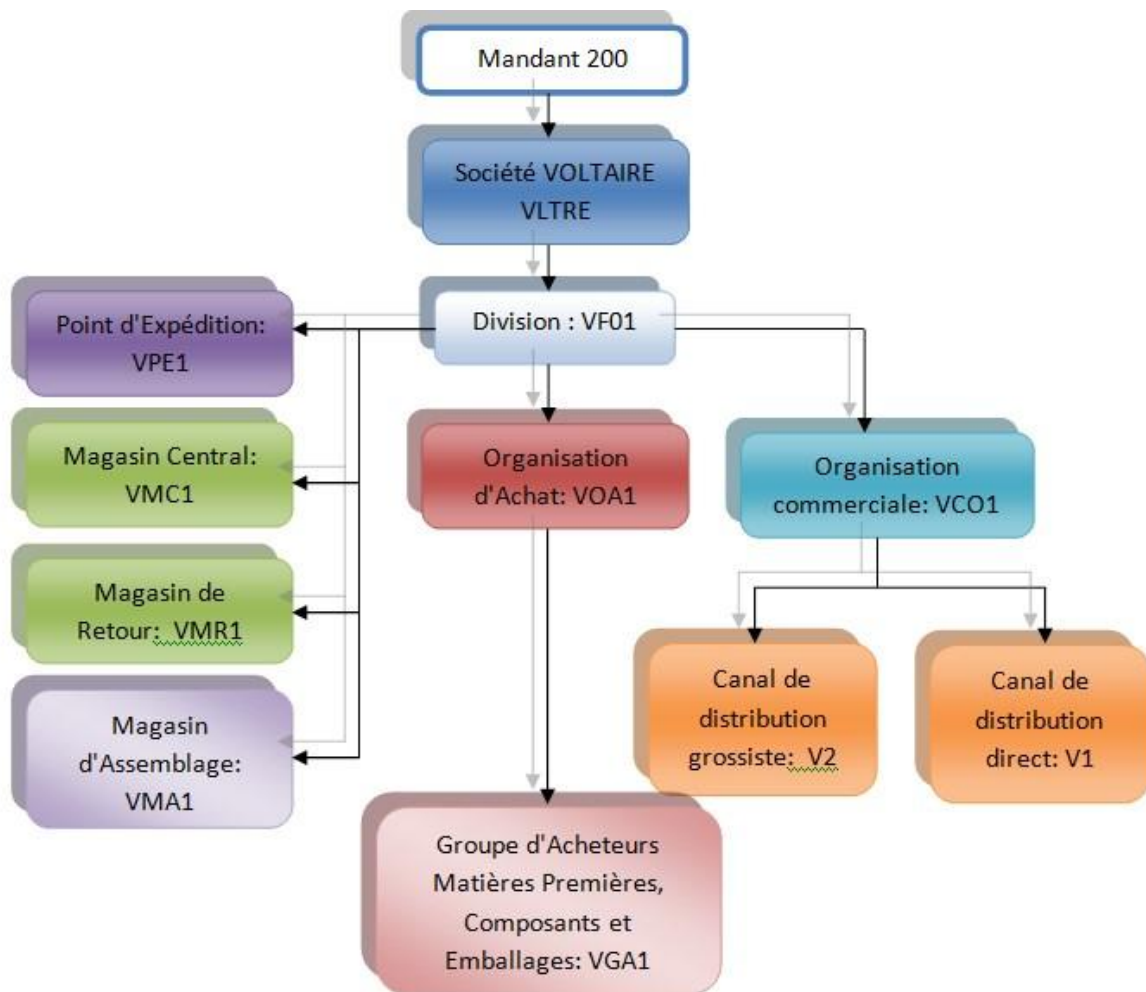 Mandant 200
Société VOLTAIRE
VLTRE
Division : VF01
Point d'Expédition:
VPE1
Magasin Central:
VMC1
Magasin de
Retour: VMR1
Magasin
d'Assemblage:
VMA1
Organisation
d'Achat: VOA1
Groupe d'Acheteurs
Matières Premières,
Composants et
Emballages: VGA1
Organisation
commerciale: VCO1
Canal de
distribution
grossiste: V2
Canal de
distribution
direct: V1